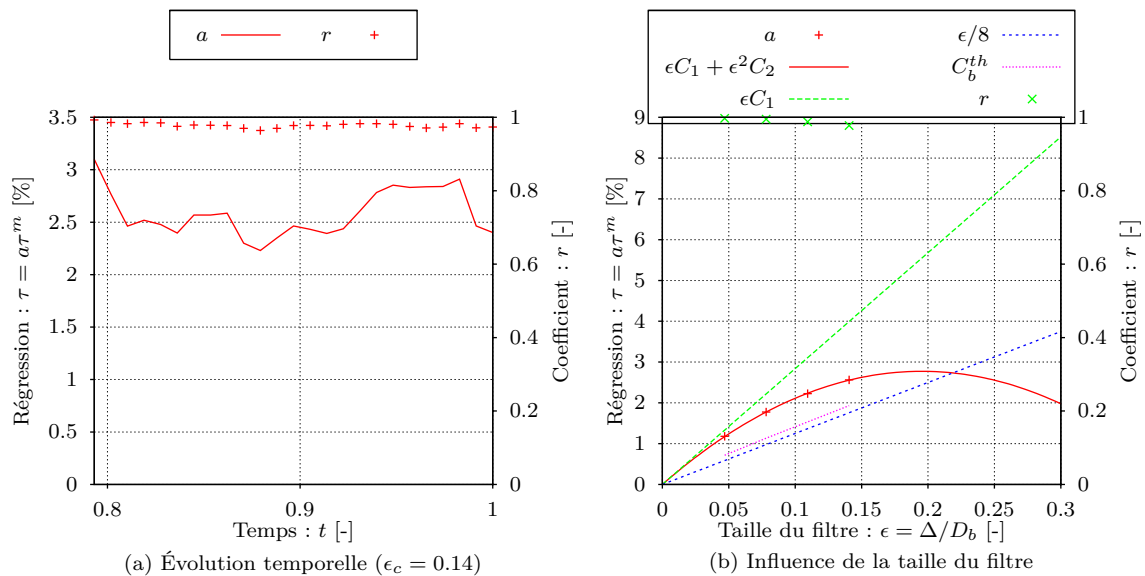 a r
a ϵ/8
ϵC₁ + ϵ²C₂ C_b^{th}
ϵC₁ r
3.5
3
2.5
2
1.5
1
0.5
0
0.8 0.9 1
1
0.8
0.6
0.4
0.2
0
Régression : τ = aτ^m [%]
Coefficient : r [-]
Temps : t [-]
(a) Évolution temporelle (ϵ_c = 0.14)
9
8
7
6
5
4
3
2
1
0
0 0.05 0.1 0.15 0.2 0.25 0.3
1
0.8
0.6
0.4
0.2
0
Régression : τ = aτ^m [%]
Coefficient : r [-]
Taille du filtre : ϵ = Δ/D_b [-]
(b) Influence de la taille du filtre